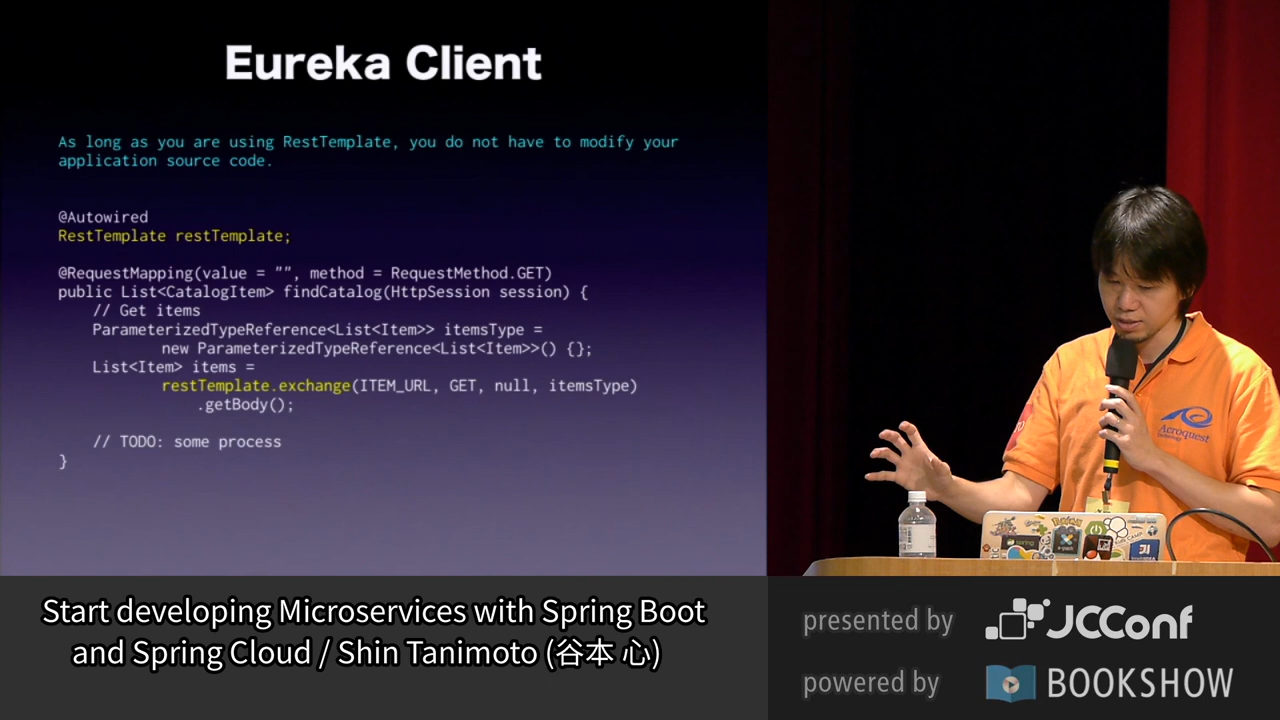 Eureka Client
As long as you are using RestTemplate, you do not have to modify your
application source code.
@Autowired
RestTemplate restTemplate;
@RequestMapping(value = "", method = RequestMethod.GET)
public List<CatalogItem> findCatalog(HttpSession session) {
// Get items
ParameterizedTypeReference<List<Item>> itemsType =
new ParameterizedTypeReference<List<Item>>() {};
List<Item> items =
restTemplate.exchange(ITEM_URL, GET, null, itemsType)
.getBody();
// TODO: some process
}
Acroquest
Technology
spring
Start developing Microservices with Spring Boot
and Spring Cloud / Shin Tanimoto (谷本 心)
presented by
JCConf
powered by
BOOKSHOW